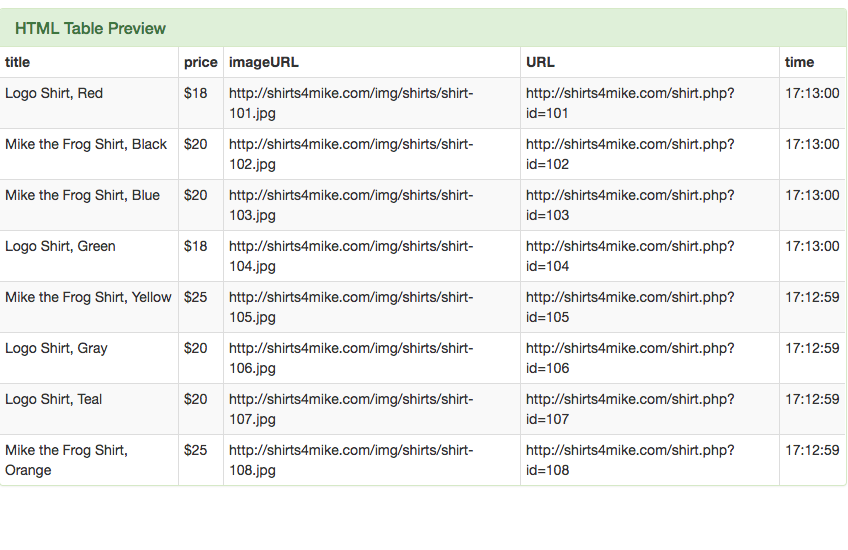 HTML Table Preview
title price imageURL URL time
Logo Shirt, Red $18 http://shirts4mike.com/img/shirts/shirt- http://shirts4mike.com/shirt.php? 17:13:00
101.jpg id=101
Mike the Frog Shirt, Black $20 http://shirts4mike.com/img/shirts/shirt- http://shirts4mike.com/shirt.php? 17:13:00
102.jpg id=102
Mike the Frog Shirt, Blue $20 http://shirts4mike.com/img/shirts/shirt- http://shirts4mike.com/shirt.php? 17:13:00
103.jpg id=103
Logo Shirt, Green $18 http://shirts4mike.com/img/shirts/shirt- http://shirts4mike.com/shirt.php? 17:13:00
104.jpg id=104
Mike the Frog Shirt, Yellow $25 http://shirts4mike.com/img/shirts/shirt- http://shirts4mike.com/shirt.php? 17:12:59
105.jpg id=105
Logo Shirt, Gray $20 http://shirts4mike.com/img/shirts/shirt- http://shirts4mike.com/shirt.php? 17:12:59
106.jpg id=106
Logo Shirt, Teal $20 http://shirts4mike.com/img/shirts/shirt- http://shirts4mike.com/shirt.php? 17:12:59
107.jpg id=107
Mike the Frog Shirt, $25 http://shirts4mike.com/img/shirts/shirt- http://shirts4mike.com/shirt.php? 17:12:59
Orange 108.jpg id=108